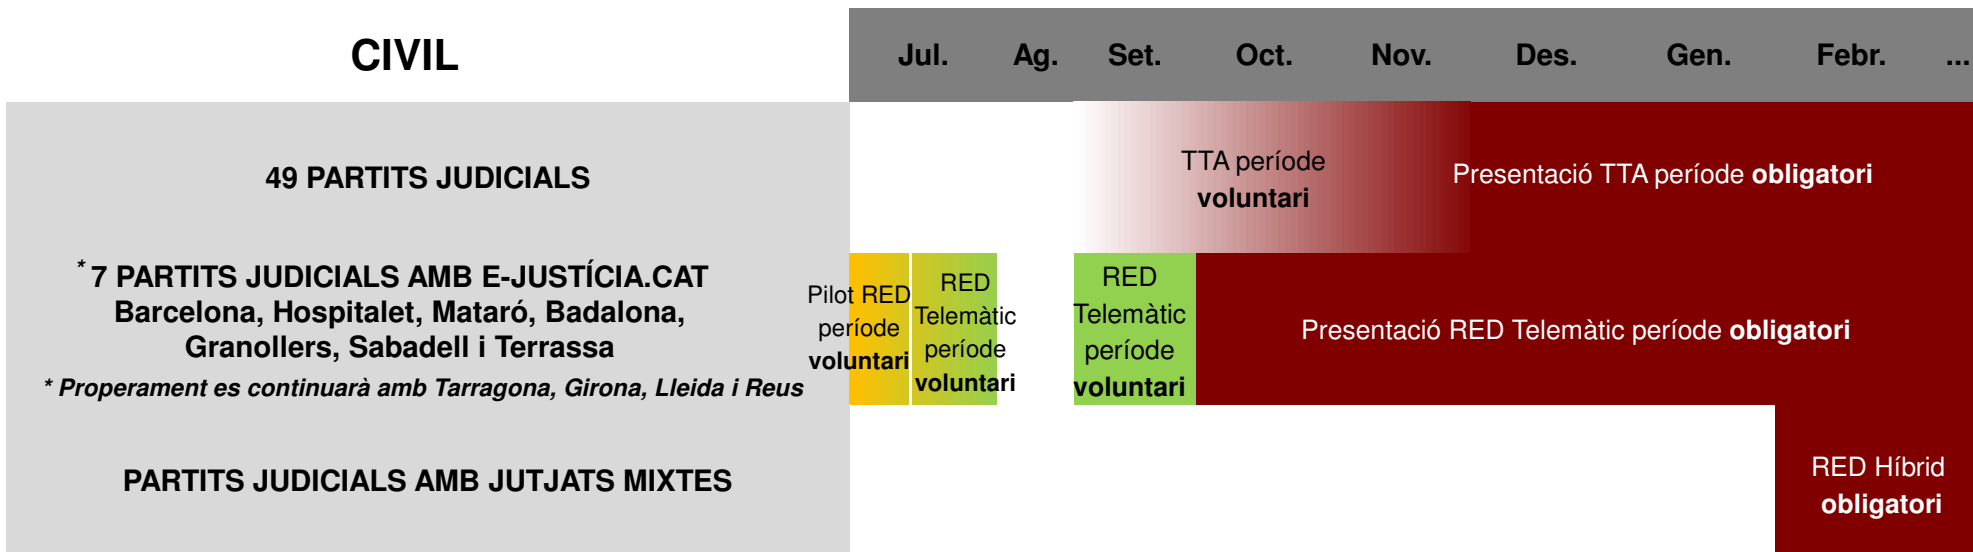 CIVIL
Jul. Ag. Set. Oct. Nov. Des. Gen. Febr. ...
49 PARTITS JUDICIALS
TTA període
voluntari
Presentació TTA període obligatori
* 7 PARTITS JUDICIALS AMB E-JUSTÍCIA.CAT
Barcelona, Hospitalet, Mataró, Badalona,
Granollers, Sabadell i Terrassa
* Properament es continuarà amb Tarragona, Girona, Lleida i Reus
Pilot RED
període
voluntari
RED
Telemàtic
període
voluntari
RED
Telemàtic
període
voluntari
Presentació RED Telemàtic període obligatori
PARTITS JUDICIALS AMB JUTJATS MIXTES
RED Híbrid
obligatori